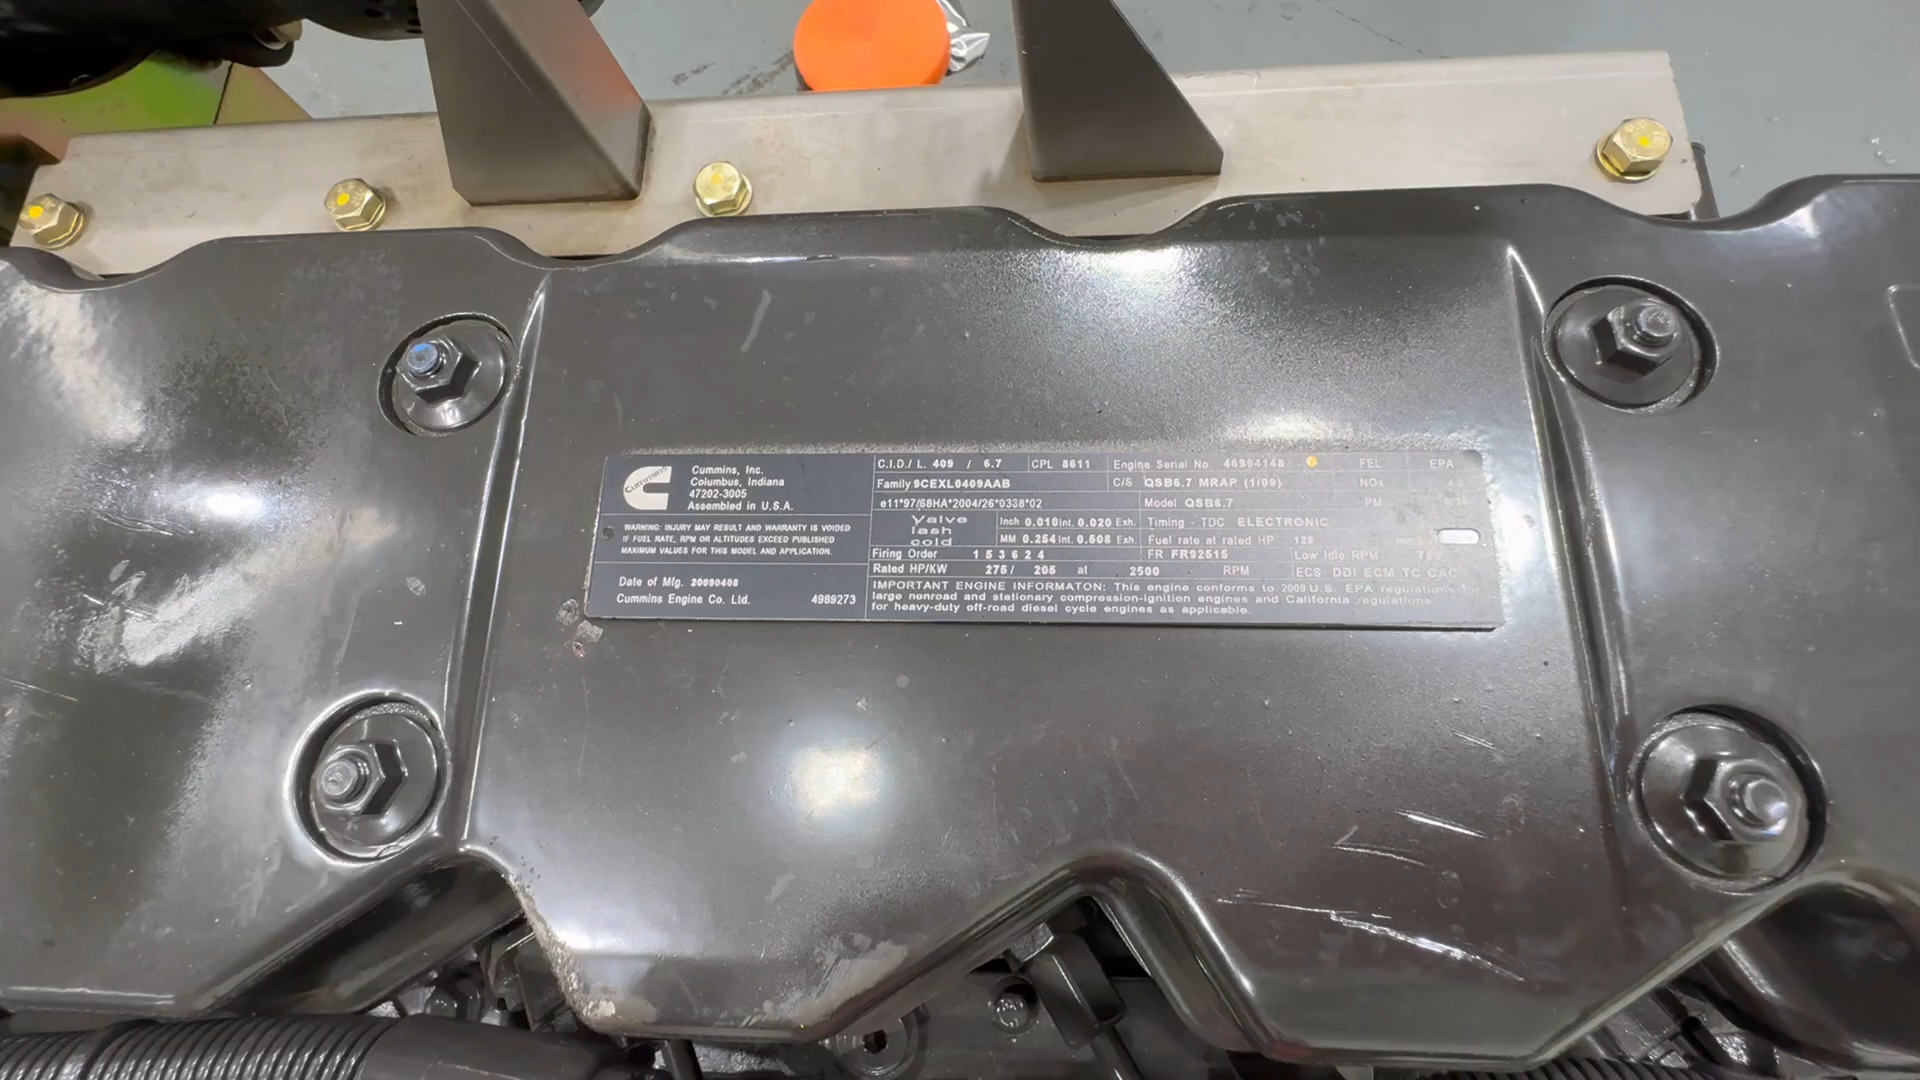 Cummins
Cummins, Inc.
Columbus, Indiana
47202-3005
Assembled in U.S.A.
WARNING: INJURY MAY RESULT AND WARRANTY IS VOIDED
IF FUEL RATE, RPM OR ALTITUDES EXCEED PUBLISHED
MAXIMUM VALUES FOR THIS MODEL AND APPLICATION.
Date of Mfg. 20090408
Cummins Engine Co. Ltd. 4989273
C.I.D./ L. 409 / 6.7 CPL 8611 Engine Serial No. 46994148 FEL EPA
Family 9CEXL0409AAB C/S QSB6.7 MRAP (1/09) NOx
e11*97/68HA*2004/26*0338*02 Model QSB6.7 PM
Valve lash cold Inch 0.010 Int. 0.020 Exh. Timing - TDC ELECTRONIC
MM 0.254 Int. 0.508 Exh. Fuel rate at rated HP 129 mm3/
Firing Order 1 5 3 6 2 4 FR FR92515 Low Idle RPM
Rated HP/KW 275 / 205 at 2500 RPM ECS DDI ECM TC CAC
IMPORTANT ENGINE INFORMATON: This engine conforms to 2009 U.S. EPA regulations for
large nonroad and stationary compression-ignition engines and California regulations
for heavy-duty off-road diesel cycle engines as applicable.